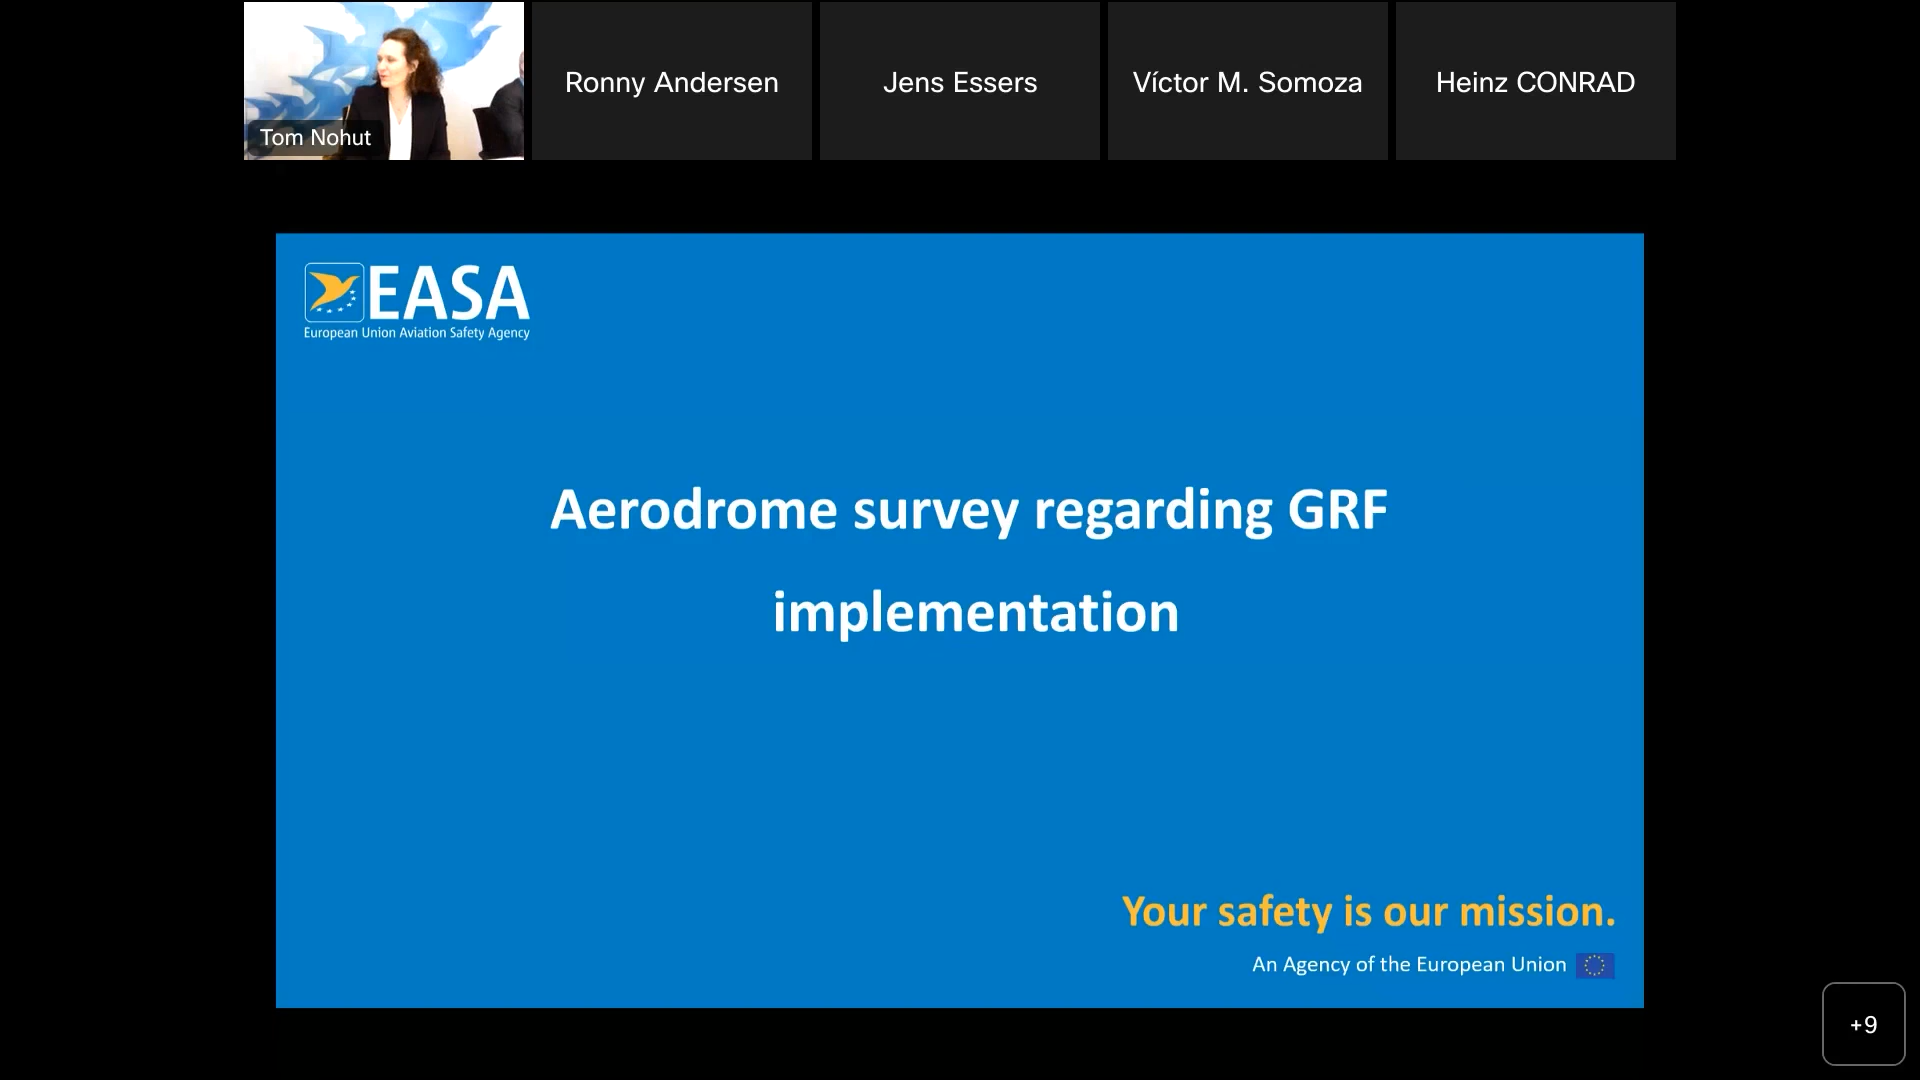 Tom Nohut
Ronny Andersen
Jens Essers
Víctor M. Somoza
Heinz CONRAD
EASA
European Union Aviation Safety Agency
Aerodrome survey regarding GRF
implementation
Your safety is our mission.
An Agency of the European Union
+9